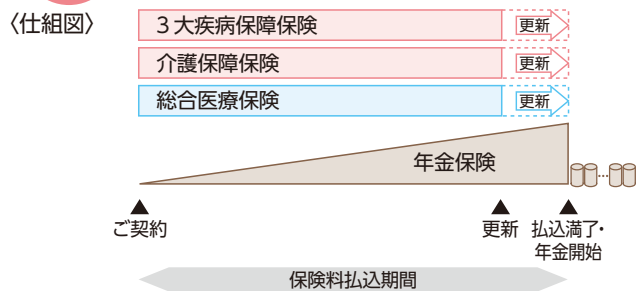 〈仕組図〉
3大疾病保障保険
更新
介護保障保険
更新
総合医療保険
更新
年金保険
…
▲
ご契約
▲
更新
▲
払込満了・
年金開始
保険料払込期間